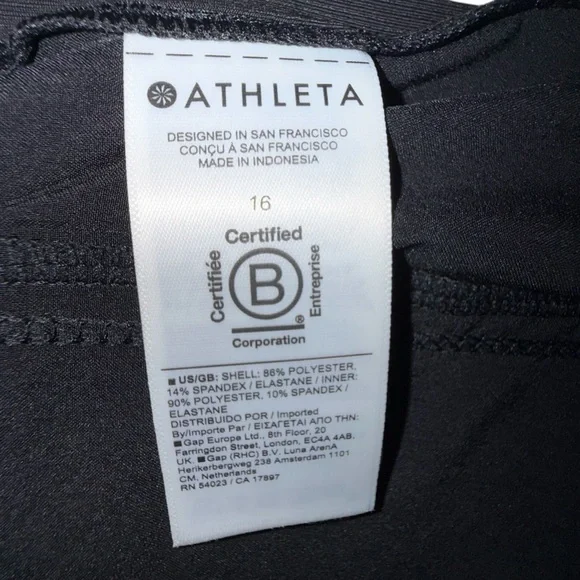 ATHLETA
DESIGNED IN SAN FRANCISCO
CONÇU À SAN FRANCISCO
MADE IN INDONESIA
16
Certified
Certifiée
B
Entreprise
®
Corporation
US/GB: SHELL: 86% POLYESTER,
14% SPANDEX / ELASTANE / INNER:
90% POLYESTER, 10% SPANDEX /
ELASTANE
DISTRIBUIDO POR / Imported
By/Importe Par / ΕΙΣΑΓΕΤΑΙ ΑΠΟ ΤΗΝ:
Gap Europe Ltd., 8th Floor, 20
Farringdon Street, London, EC4A 4AB,
UK. Gap (RHC) B.V. Luna ArenA
Herikerbergweg 238 Amsterdam 1101
CM, Netherlands
RN 54023 / CA 17897